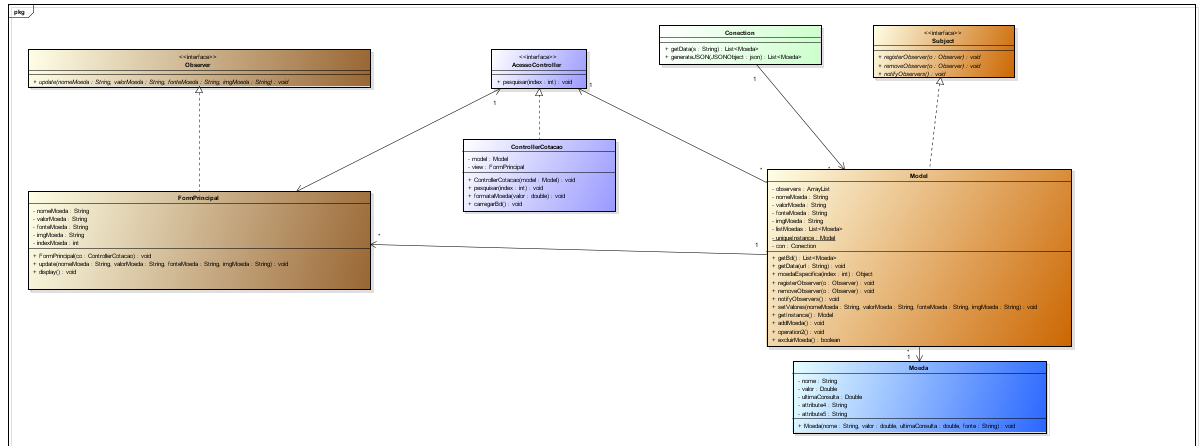 pkg
<<interface>>
Observer
+ update(nomeMoeda : String, valorMoeda : String, fonteMoeda : String, imgMoeda : String) : void
<<interface>>
AcessoController
+ pesquisar(index : int) : void
Conection
+ getData(s : String) : List<Moeda>
+ generateJSON(JSONObject : json) : List<Moeda>
<<interface>>
Subject
+ registerObserver(o : Observer) : void
+ removeObserver(o : Observer) : void
+ notifyObservers() : void
1
1
1
ControllerCotacao
- model : Model
- view : FormPrincipal
+ ControllerCotacao(model : Model) : void
+ pesquisar(index : int) : void
+ formataMoeda(valor : double) : void
+ carregarBd() : void
FormPrincipal
- nomeMoeda : String
- valorMoeda : String
- fonteMoeda : String
- imgMoeda : String
- indexMoeda : int
+ FormPrincipal(co : ControllerCotacao) : void
+ update(nomeMoeda : String, valorMoeda : String, fonteMoeda : String, imgMoeda : String) : void
+ display() : void
*
1
*
*
Model
- observers : ArrayList
- nomeMoeda : String
- valorMoeda : String
- fonteMoeda : String
- imgMoeda : String
- listMoedas : List<Moeda>
- uniqueInstance : Model
- con : Conection
+ getBd() : List<Moeda>
+ getData(url : String) : void
+ moedaEspecifica(index : int) : Object
+ registerObserver(o : Observer) : void
+ removeObserver(o : Observer) : void
+ notifyObservers() : void
+ setValores(nomeMoeda : String, valorMoeda : String, fonteMoeda : String, imgMoeda : String) : void
+ getInstance() : Model
+ addMoeda() : void
+ operation2() : void
+ excluirMoeda() : boolean
*
1
Moeda
- nome : String
- valor : Double
- ultimaConsulta : Double
- attribute4 : String
- attribute5 : String
+ Moeda(nome : String, valor : double, ultimaConsulta : double, fonte : String) : void